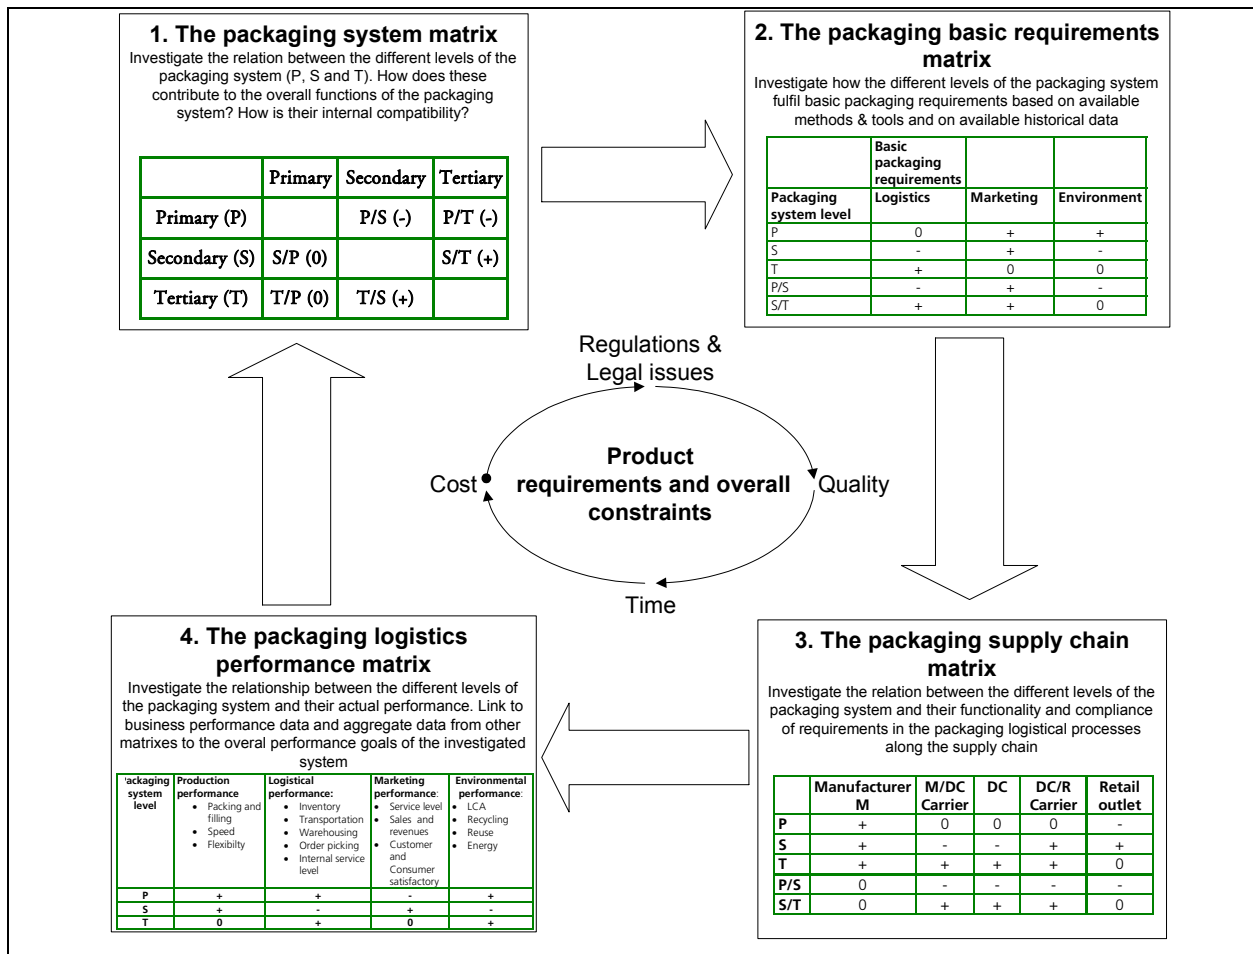 1. The packaging system matrix
Investigate the relation between the different levels of the
packaging system (P, S and T). How does these
contribute to the overall functions of the packaging
system? How is their internal compatibility?
Primary Secondary Tertiary
Primary (P) P/S (-) P/T (-)
Secondary (S) S/P (0) S/T (+)
Tertiary (T) T/P (0) T/S (+)
2. The packaging basic requirements
matrix
Investigate how the different levels of the packaging system
fulfil basic packaging requirements based on available
methods & tools and on available historical data
Basic
packaging
requirements
Packaging Logistics Marketing Environment
system level
P 0 + +
S - + -
T + 0 0
P/S - + -
S/T + + 0
Regulations &
Legal issues
Product
requirements and overall
constraints
Cost
Quality
Time
4. The packaging logistics
performance matrix
Investigate the relationship between the different levels of
the packaging system and their actual performance. Link to
business performance data and aggregate data from other
matrixes to the overal performance goals of the investigated
system
ackaging Production Logistical Marketing Environmental
system performance performance: performance: performance:
level • Packing and • Inventory • Service level • LCA
filling • Transportation • Sales and • Recycling
• Speed • Warehousing revenues • Reuse
• Flexibilty • Order picking • Customer • Energy
• Internal service and
level Consumer
satisfactory
P + + - +
S + - + -
T 0 + 0 +
3. The packaging supply chain
matrix
Investigate the relation between the different levels of the
packaging system and their functionality and compliance
of requirements in the packaging logistical processes
along the supply chain
Manufacturer M/DC DC DC/R Retail
M Carrier Carrier outlet
P + 0 0 0 -
S + - - + +
T + + + + 0
P/S 0 - - - -
S/T 0 + + + 0